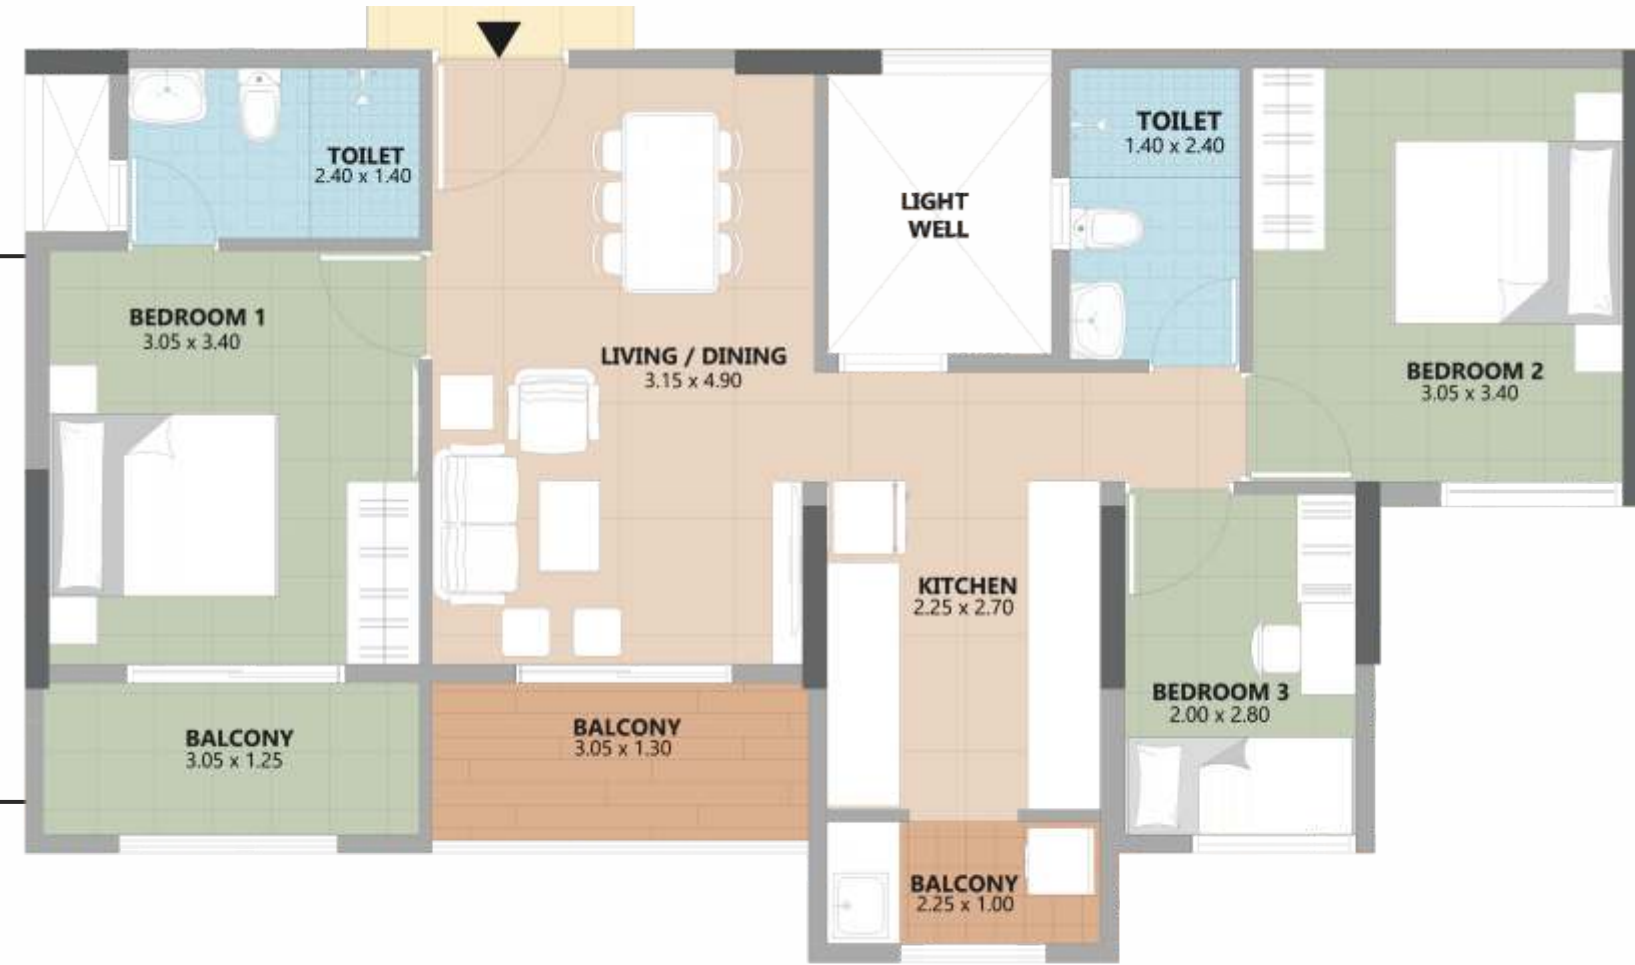 TOILET
2.40 x 1.40
TOILET
1.40 x 2.40
LIGHT
WELL
BEDROOM 1
3.05 x 3.40
LIVING / DINING
3.15 x 4.90
BEDROOM 2
3.05 x 3.40
KITCHEN
2.25 x 2.70
BEDROOM 3
2.00 x 2.80
BALCONY
3.05 x 1.25
BALCONY
3.05 x 1.30
BALCONY
2.25 x 1.00